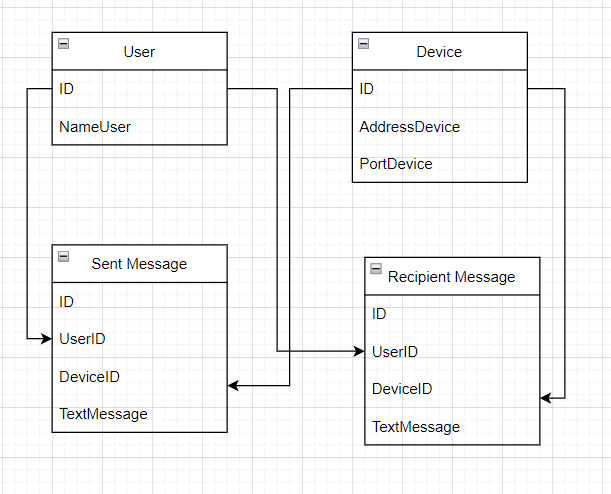 User
ID
NameUser
Device
ID
AddressDevice
PortDevice
Sent Message
ID
UserID
DeviceID
TextMessage
Recipient Message
ID
UserID
DeviceID
TextMessage